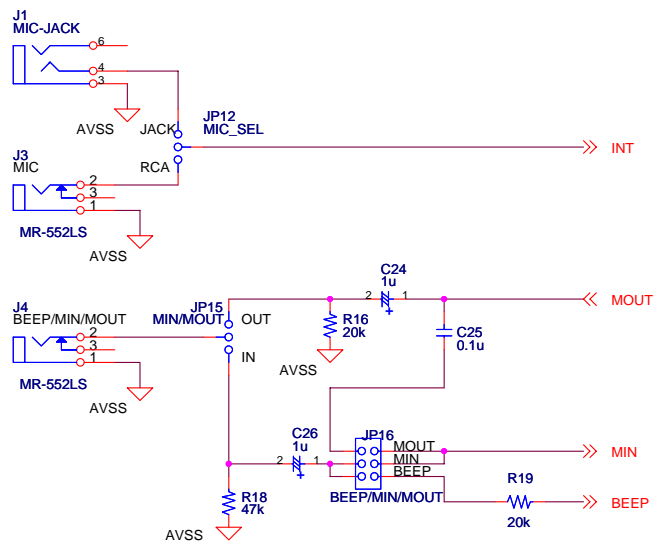 J1
MIC-JACK
6
4
3
AVSS
JACK
JP12
MIC_SEL
INT
RCA
J3
MIC
2
3
1
MR-552LS
AVSS
J4
BEEP/MIN/MOUT
2
3
1
MR-552LS
AVSS
JP15
MIN/MOUT
OUT
IN
C24
1u
2
1
MOUT
R16
20k
AVSS
C25
0.1u
C26
1u
2
1
JP16
MOUT
MIN
BEEP
BEEP/MIN/MOUT
MIN
R18
47k
AVSS
R19
20k
BEEP